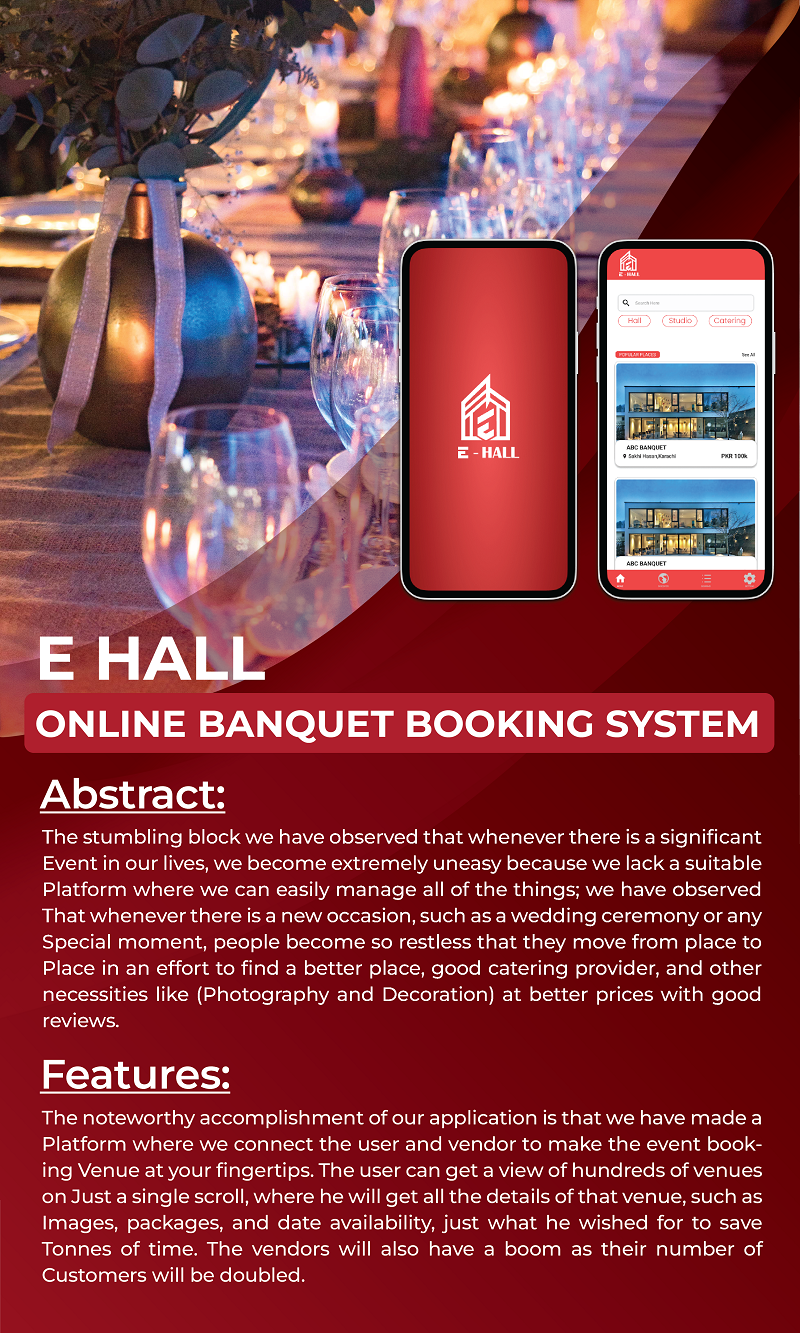 E - HALL
E - HALL
Search here
Hall
Studio
Catering
POPULAR PLACES
See All
ABC BANQUET
Sakhi Hasan,Karachi
PKR 100k
ABC BANQUET
E HALL
ONLINE BANQUET BOOKING SYSTEM
Abstract:
The stumbling block we have observed that whenever there is a significant
Event in our lives, we become extremely uneasy because we lack a suitable
Platform where we can easily manage all of the things; we have observed
That whenever there is a new occasion, such as a wedding ceremony or any
Special moment, people become so restless that they move from place to
Place in an effort to find a better place, good catering provider, and other
necessities like (Photography and Decoration) at better prices with good
reviews.
Features:
The noteworthy accomplishment of our application is that we have made a
Platform where we connect the user and vendor to make the event book-
ing Venue at your fingertips. The user can get a view of hundreds of venues
on Just a single scroll, where he will get all the details of that venue, such as
Images, packages, and date availability, just what he wished for to save
Tonnes of time. The vendors will also have a boom as their number of
Customers will be doubled.